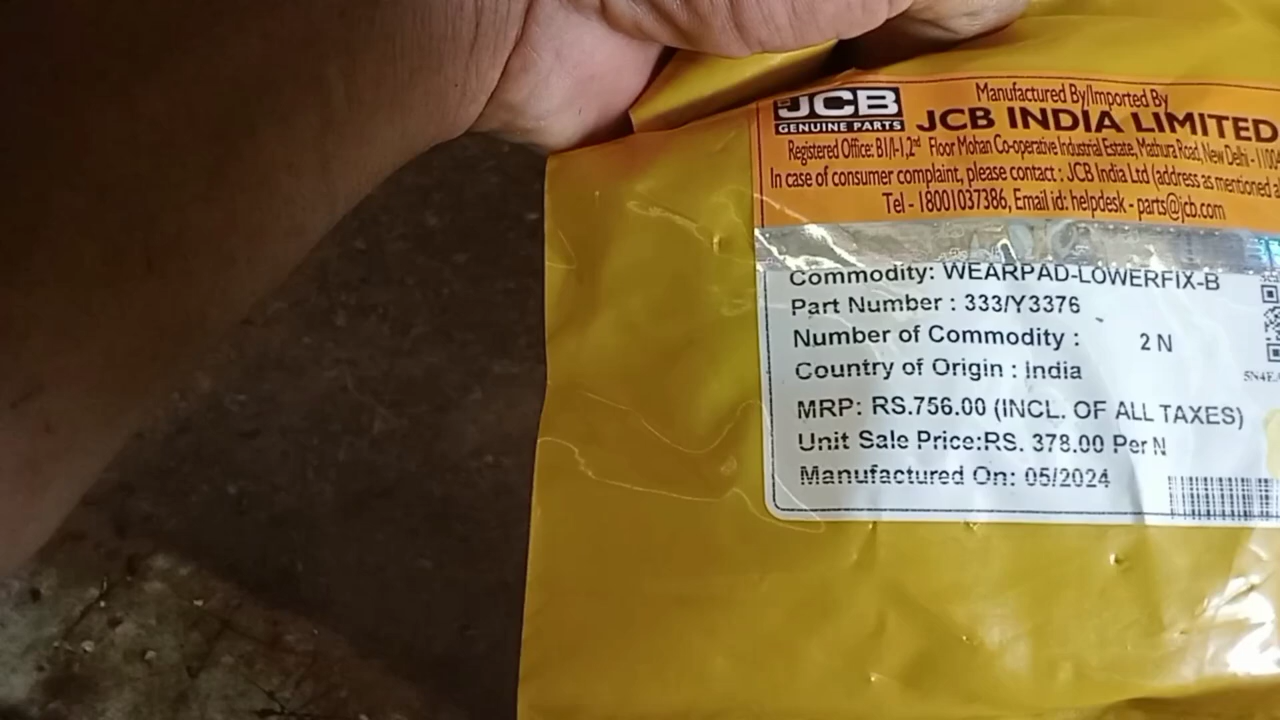 JCB
GENUINE PARTS
Manufactured By/Imported By
JCB INDIA LIMITED
Registered Office: B1/I-1,2nd Floor Mohan Co-operative Industrial Estate, Mathura Road, New Delhi - 11004
In case of consumer complaint, please contact : JCB India Ltd (address as mentioned a
Tel - 18001037386, Email id: helpdesk - parts@jcb.com
Commodity: WEARPAD-LOWERFIX-B
Part Number : 333/Y3376
Number of Commodity : 2 N
Country of Origin : India
5N4E
MRP: RS.756.00 (INCL. OF ALL TAXES)
Unit Sale Price:RS. 378.00 Per N
Manufactured On: 05/2024